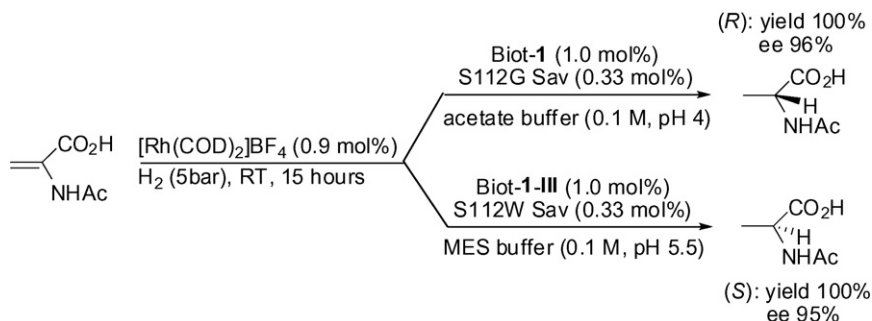 (R): yield 100%
ee 96%
Biot-1 (1.0 mol%)
S112G Sav (0.33 mol%)
acetate buffer (0.1 M, pH 4)
CO₂H
H
NHAc
CO₂H
NHAc
[Rh(COD)₂]BF₄ (0.9 mol%)
H₂ (5bar), RT, 15 hours
Biot-1-III (1.0 mol%)
S112W Sav (0.33 mol%)
MES buffer (0.1 M, pH 5.5)
CO₂H
H
NHAc
(S): yield 100%
ee 95%